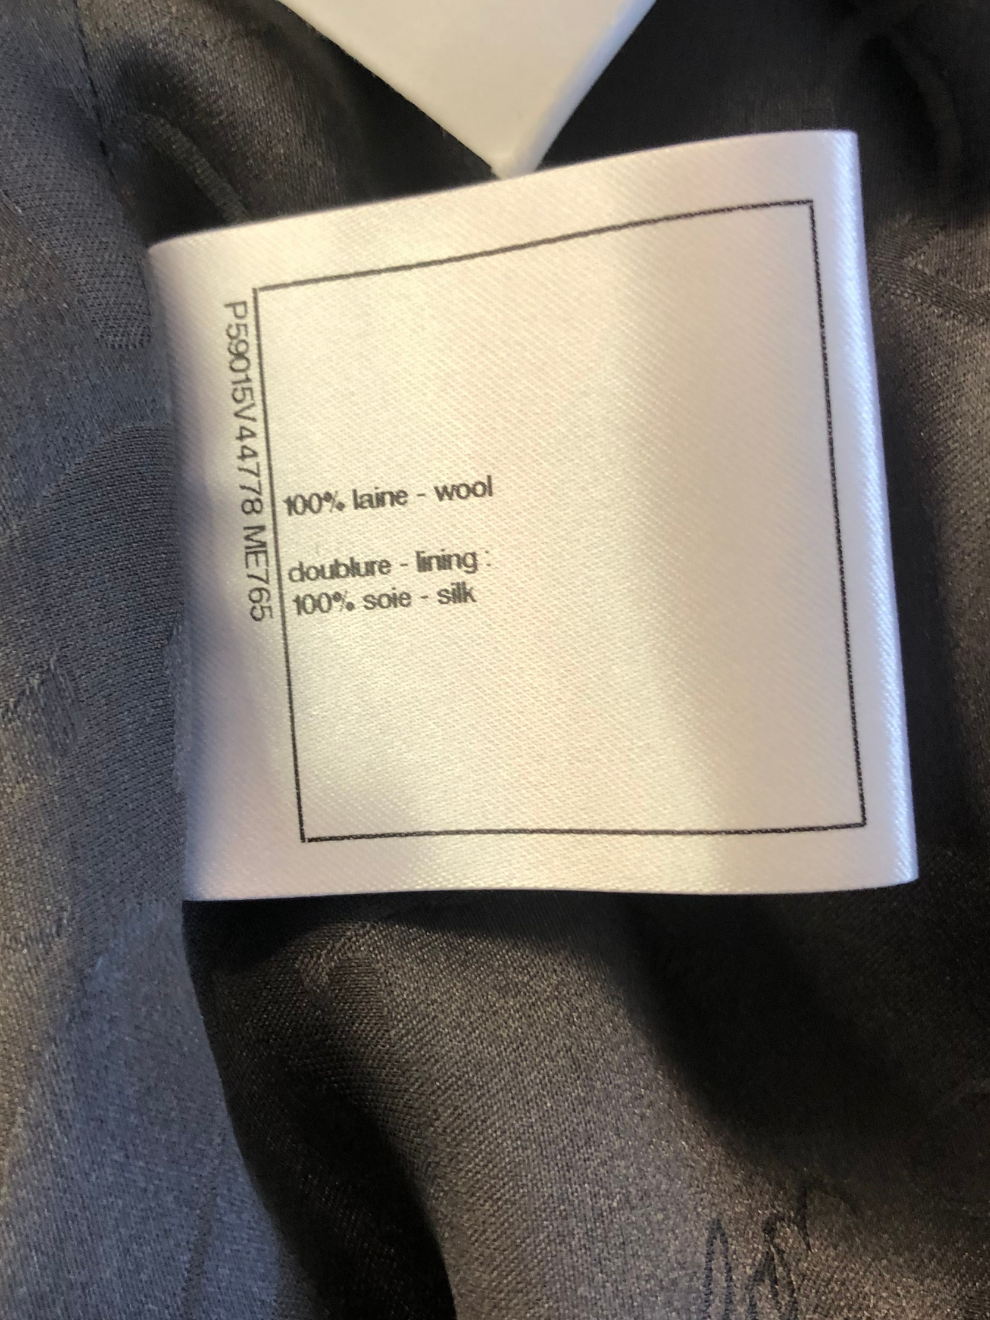 P59015V44778 ME765
100% laine - wool
doublure - lining :
100% soie - silk